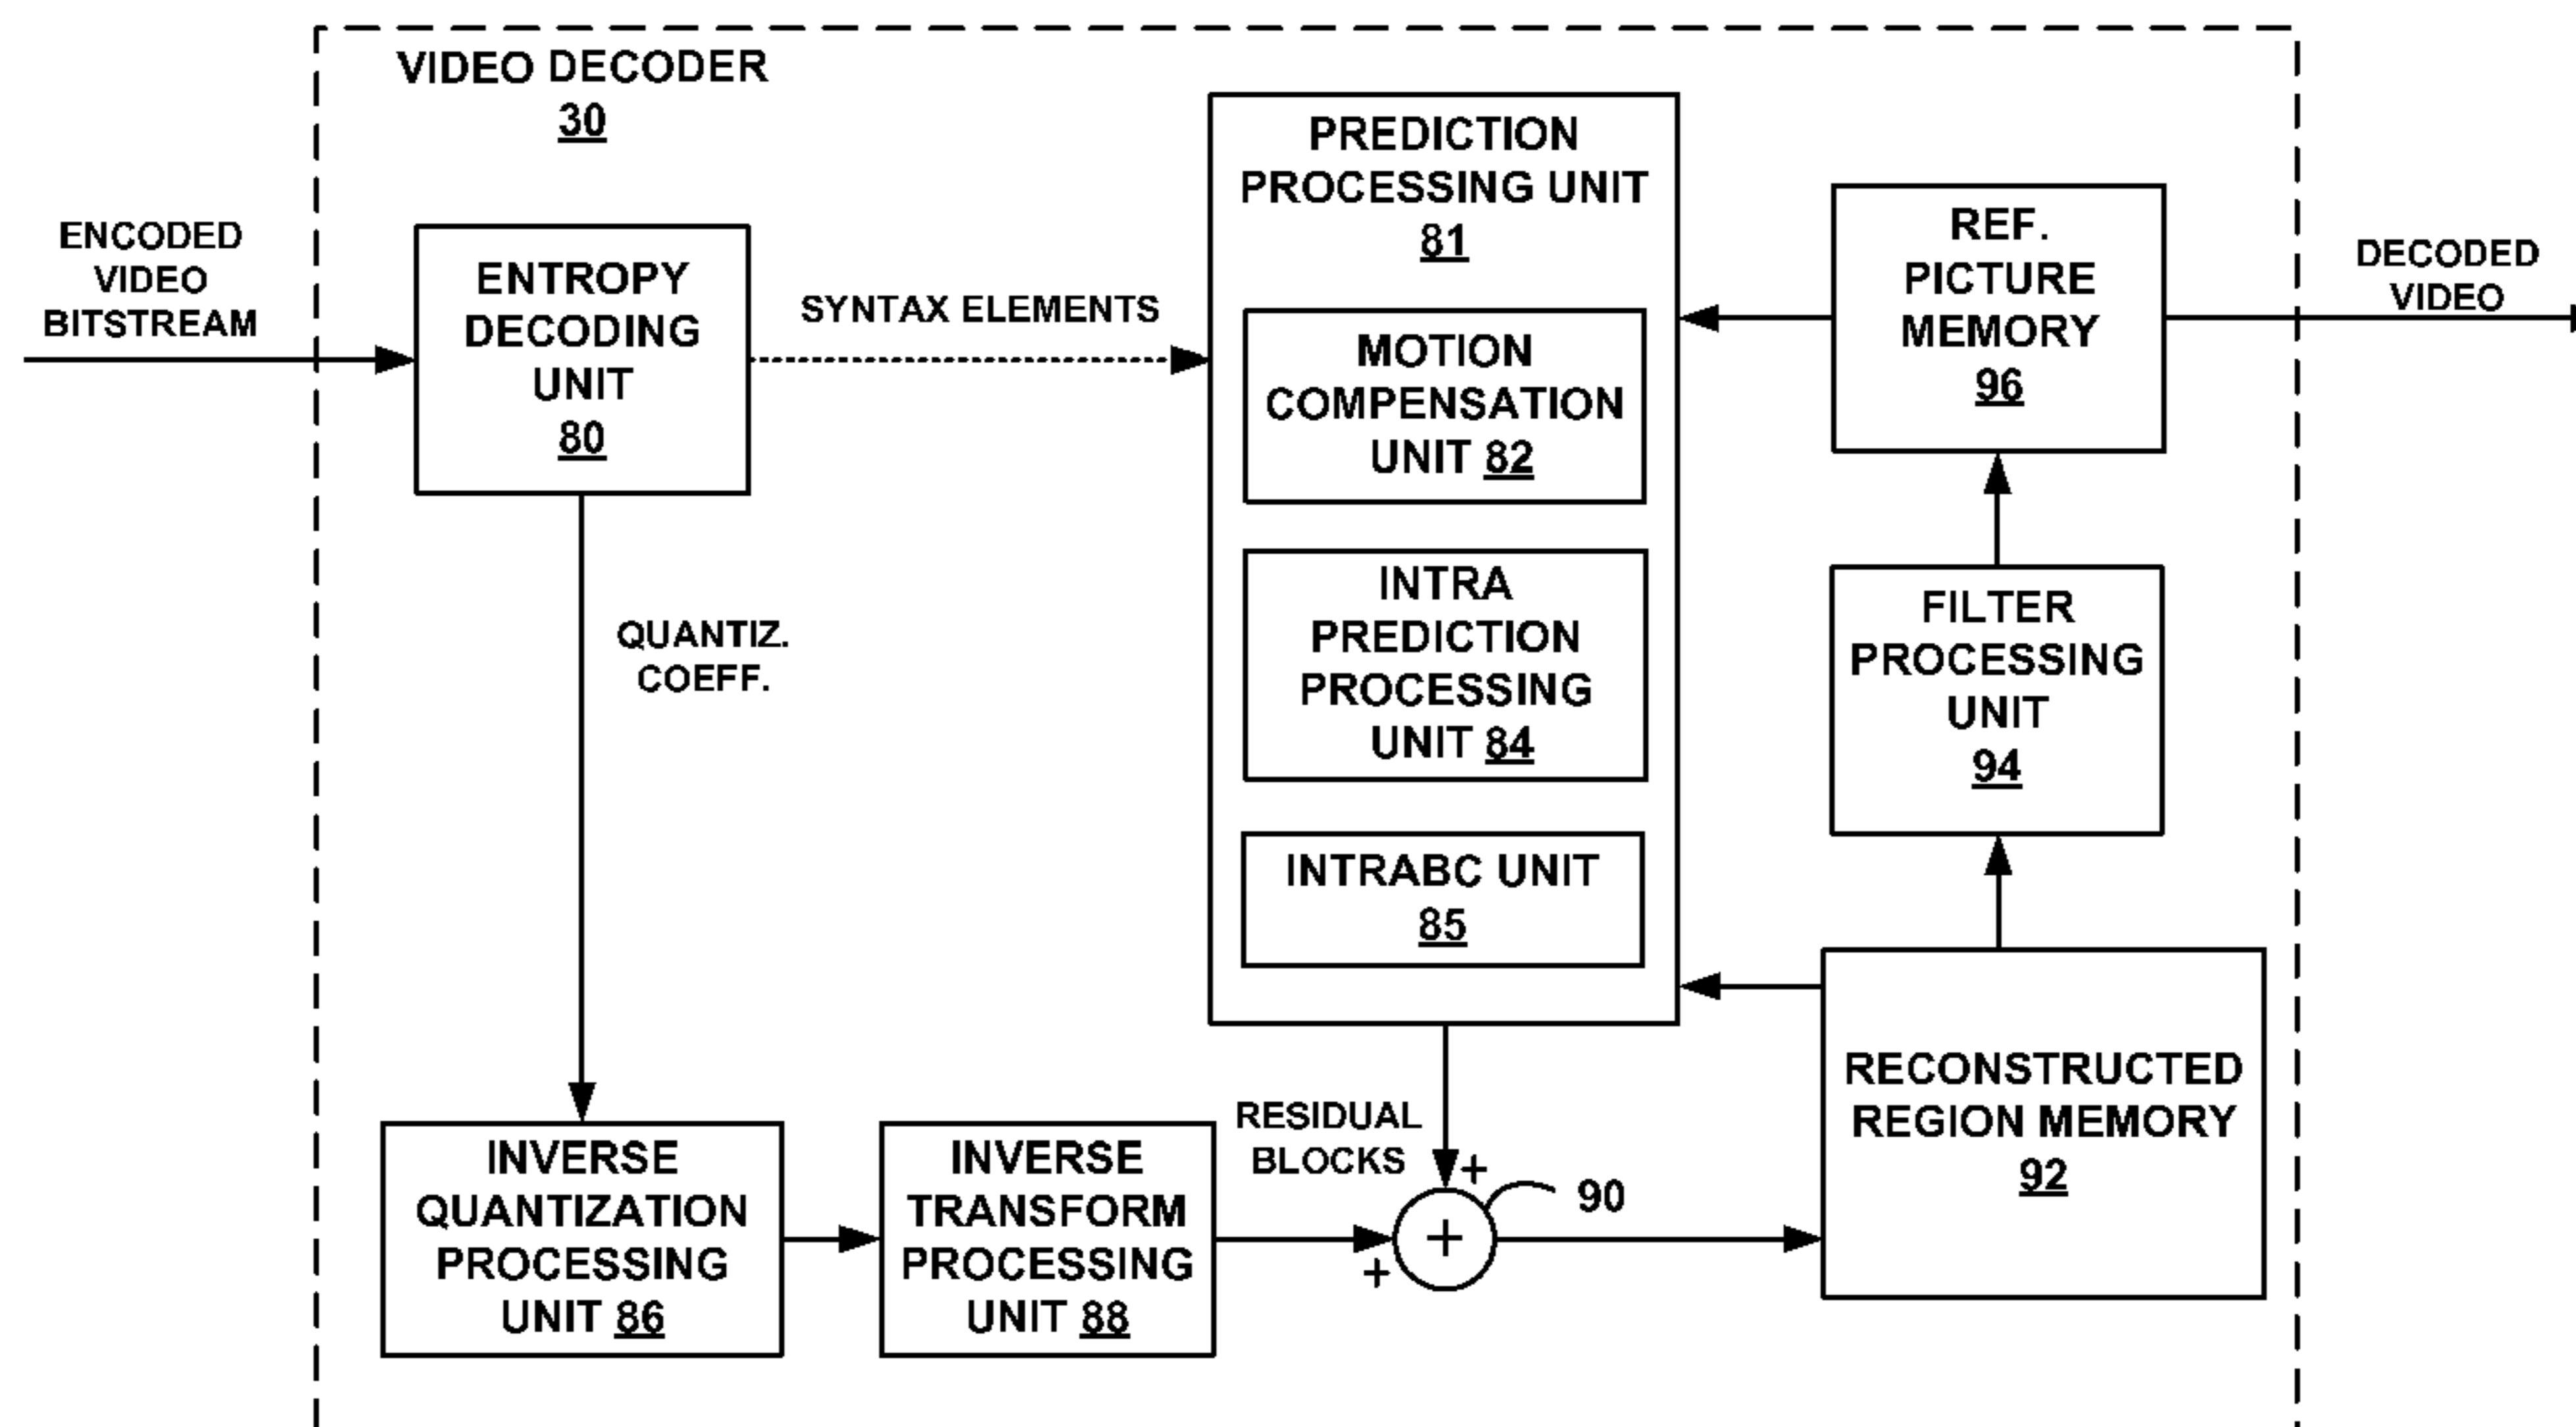 VIDEO DECODER
30
ENCODED
VIDEO
BITSTREAM
ENTROPY
DECODING
UNIT
80
SYNTAX ELEMENTS
PREDICTION
PROCESSING UNIT
81
MOTION
COMPENSATION
UNIT 82
INTRA
PREDICTION
PROCESSING
UNIT 84
INTRABC UNIT
85
REF.
PICTURE
MEMORY
96
DECODED
VIDEO
FILTER
PROCESSING
UNIT
94
QUANTIZ.
COEFF.
RECONSTRUCTED
REGION MEMORY
92
INVERSE
QUANTIZATION
PROCESSING
UNIT 86
INVERSE
TRANSFORM
PROCESSING
UNIT 88
RESIDUAL
BLOCKS
+
+
+
90